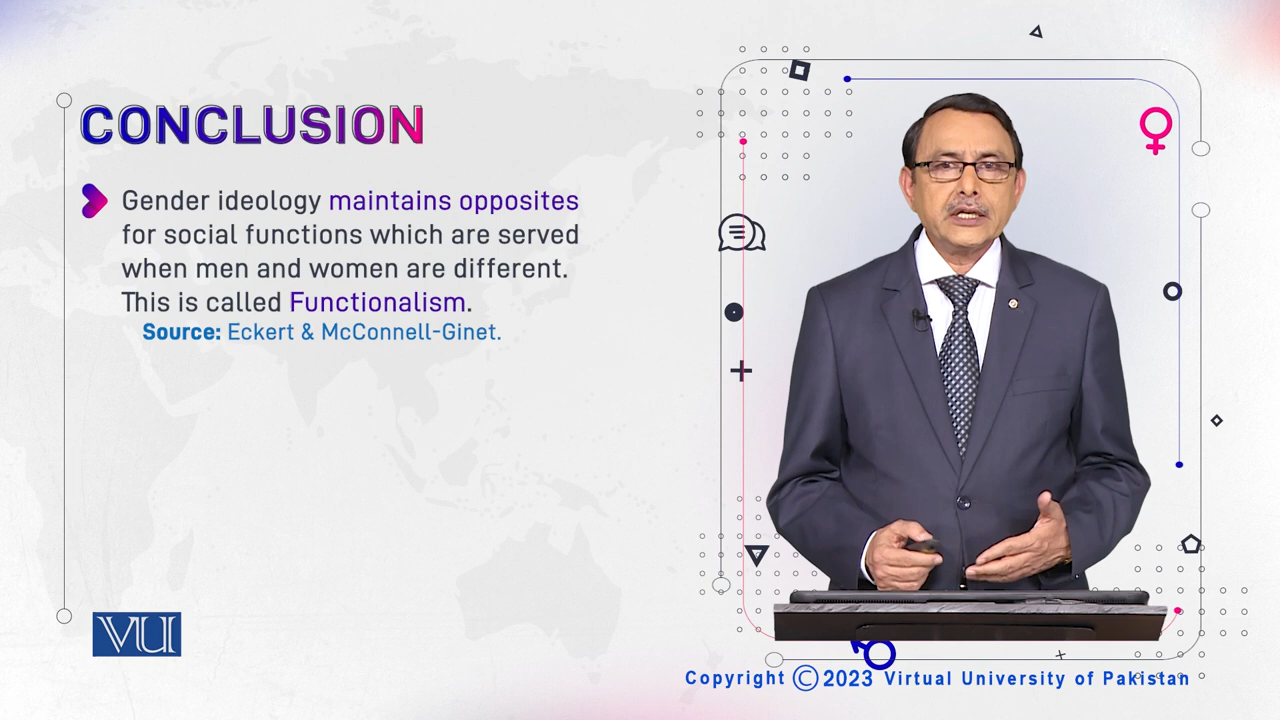 CONCLUSION
Gender ideology maintains opposites
for social functions which are served
when men and women are different.
This is called Functionalism.
Source: Eckert & McConnell-Ginet.
VU
Copyright ©2023 Virtual University of Pakistan